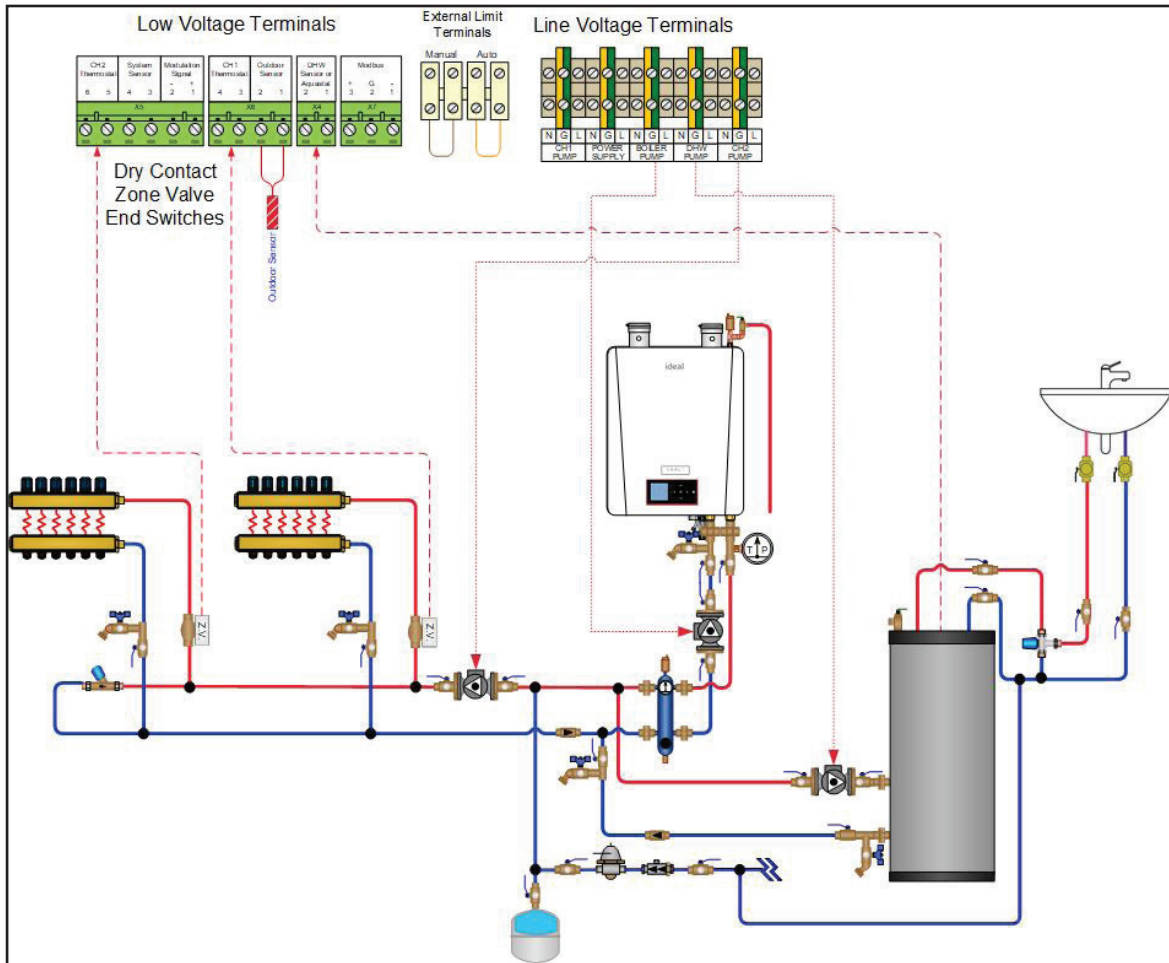 Low Voltage Terminals
External Limit
Terminals
Line Voltage Terminals
Manual Auto
CH2
Thermostat
System
Sensor
Modulation
Signal
- +
6 5 4 3 2 1
X5
CH1
Thermostat
Outdoor
Sensor
4 3 2 1
X6
DHW
Sensor or
Aquastat
2 1
X4
Modbus
+ G -
3 2 1
X7
N G L N G L N G L N G L N G L
CH1
PUMP
POWER
SUPPLY
BOILER
PUMP
DHW
PUMP
CH2
PUMP
Dry Contact
Zone Valve
End Switches
Outdoor Sensor
ideal
T P
Z.V.
Z.V.